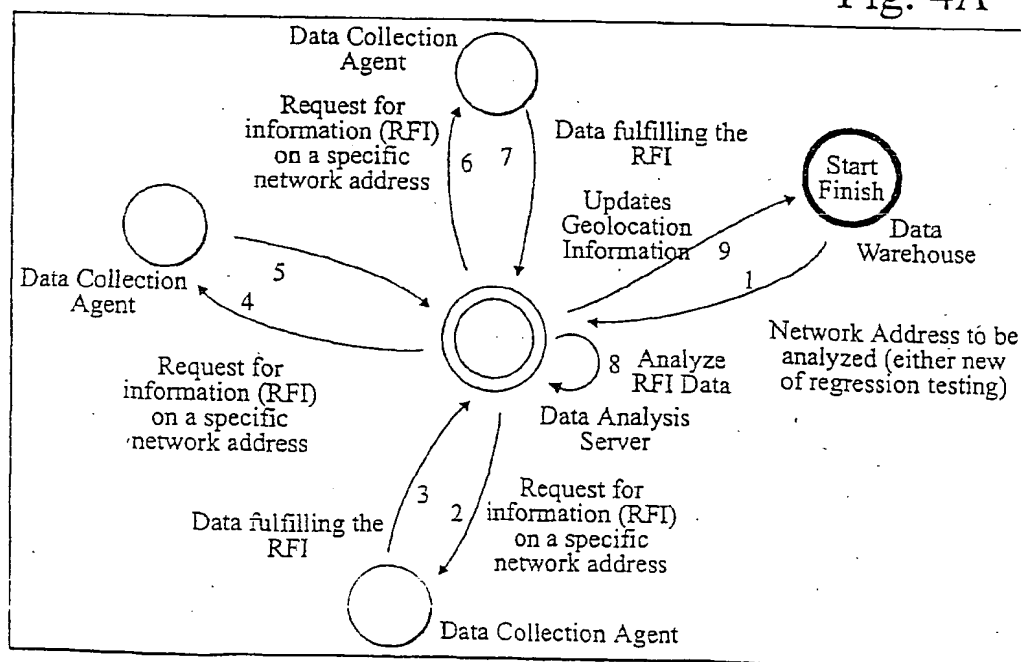 Fig. 4A
Data Collection
Agent
Request for
information (RFI)
on a specific
network address
6
7
Data fulfilling the
RFI
Start
Finish
Data
Warehouse
Updates
Geolocation
Information
9
1
Data Collection
Agent
5
4
Request for
information (RFI)
on a specific
network address
8
Analyze
RFI Data
Data Analysis
Server
Network Address to be
analyzed (either new
of regression testing)
Data fulfilling the
RFI
3
2
Request for
information (RFI)
on a specific
network address
Data Collection Agent